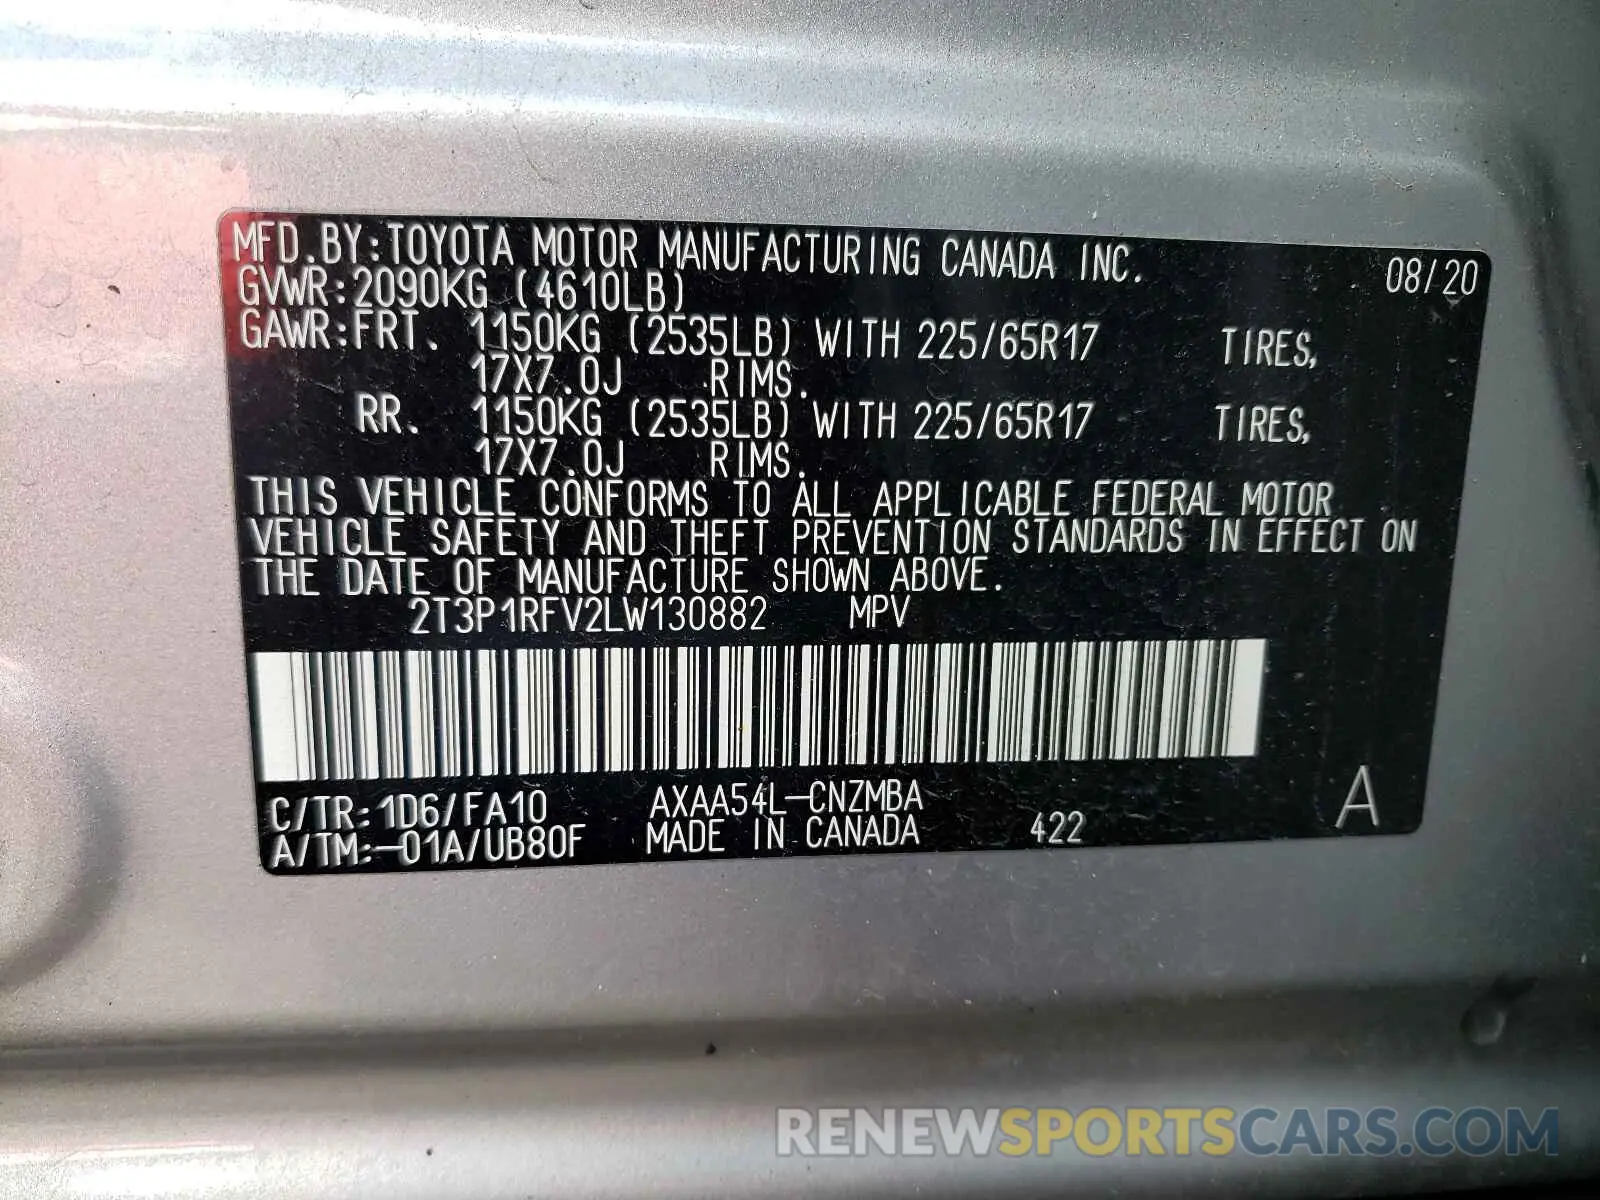 MFD.BY:TOYOTA MOTOR MANUFACTURING CANADA INC. 08/20
GVWR:2090KG (4610LB)
GAWR:FRT. 1150KG (2535LB) WITH 225/65R17 TIRES,
17X7.0J RIMS.
RR. 1150KG (2535LB) WITH 225/65R17 TIRES,
17X7.0J RIMS.
THIS VEHICLE CONFORMS TO ALL APPLICABLE FEDERAL MOTOR
VEHICLE SAFETY AND THEFT PREVENTION STANDARDS IN EFFECT ON
THE DATE OF MANUFACTURE SHOWN ABOVE.
2T3P1RFV2LW130882 MPV
C/TR:1D6/FA10 AXAA54L-CNZMBA A
A/TM:-01A/UB80F MADE IN CANADA 422
RENEWSPORTSCARS.COM